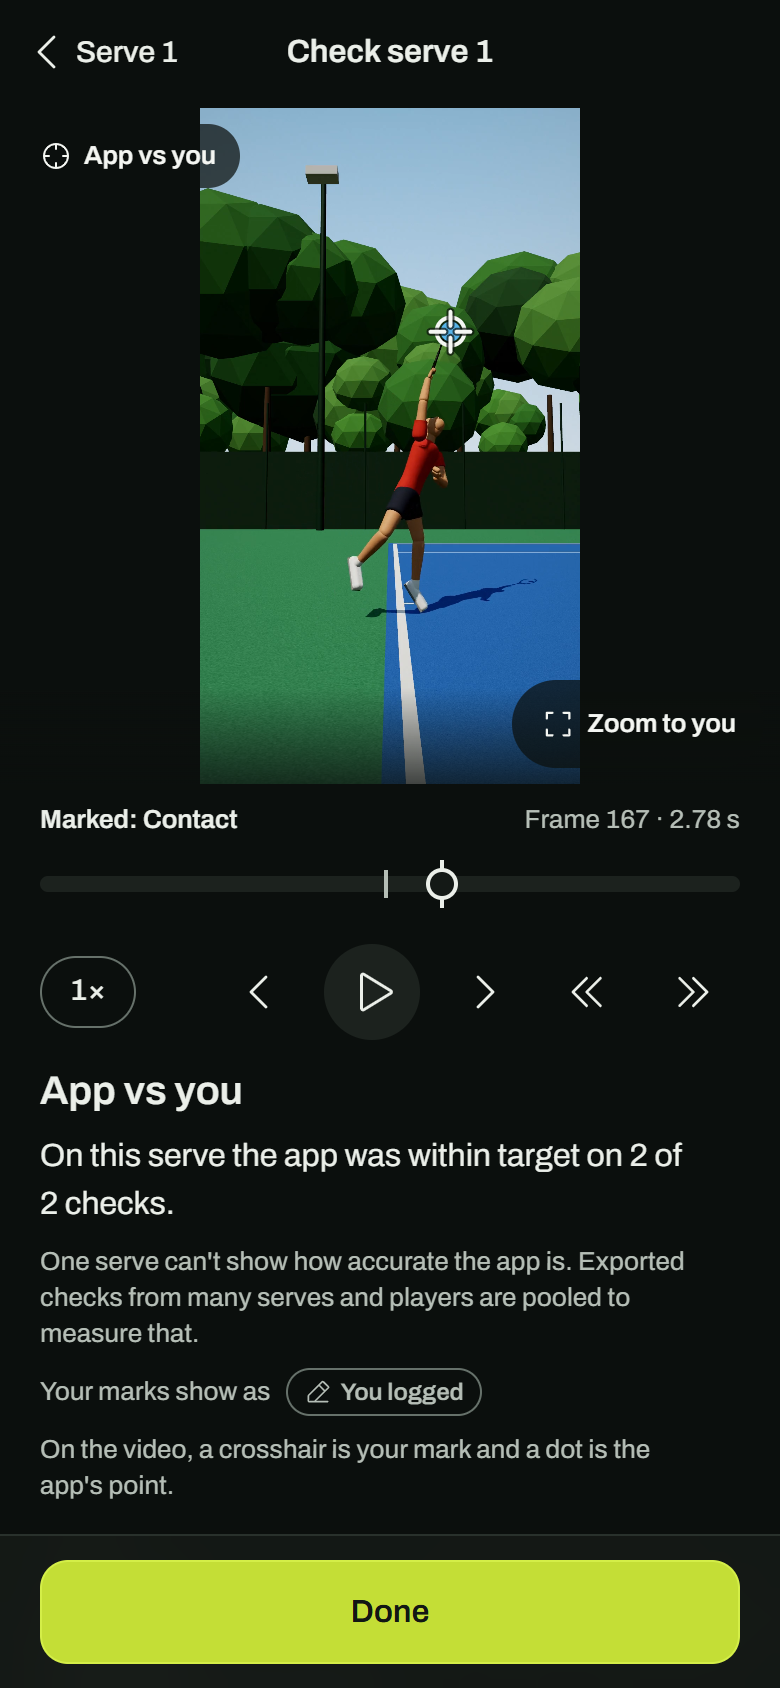 Serve 1
Check serve 1
App vs you
Zoom to you
Marked: Contact
Frame 167 · 2.78 s
1×
App vs you
On this serve the app was within target on 2 of
2 checks.
One serve can't show how accurate the app is. Exported
checks from many serves and players are pooled to
measure that.
Your marks show as
You logged
On the video, a crosshair is your mark and a dot is the
app's point.
Done